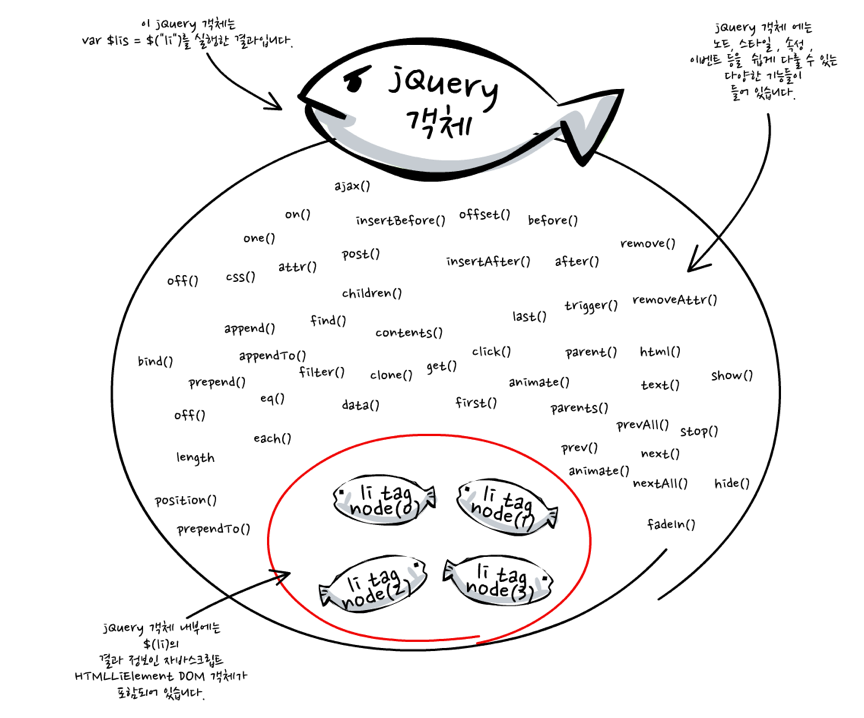 이 jQuery 객체는
var $lis = $("li")를 실행한 결과입니다.
jQuery 객체 에는
노드, 스타일, 속성,
이벤트 등을 쉽게 다룰 수 있는
다양한 기능들이
들어 있습니다.
jQuery
객체
ajax()
on()
insertBefore()
offset()
before()
one()
remove()
post()
off()
css()
attr()
insertAfter()
after()
children()
trigger()
removeAttr()
append()
find()
contents()
last()
bind()
appendTo()
filter()
clone()
get()
click()
parent()
html()
prepend()
animate()
text()
show()
eq()
data()
first()
parents()
off()
prevAll()
stop()
each()
length
prev()
next()
animate()
nextAll()
hide()
position()
prependTo()
fadeIn()
li tag
node(0)
li tag
node(1)
li tag
node(2)
li tag
node(3)
jQuery 객체 내부에는
$(li)의
결과 정보인 자바스크립트
HTMLLiElement DOM 객체가
포함되어 있습니다.